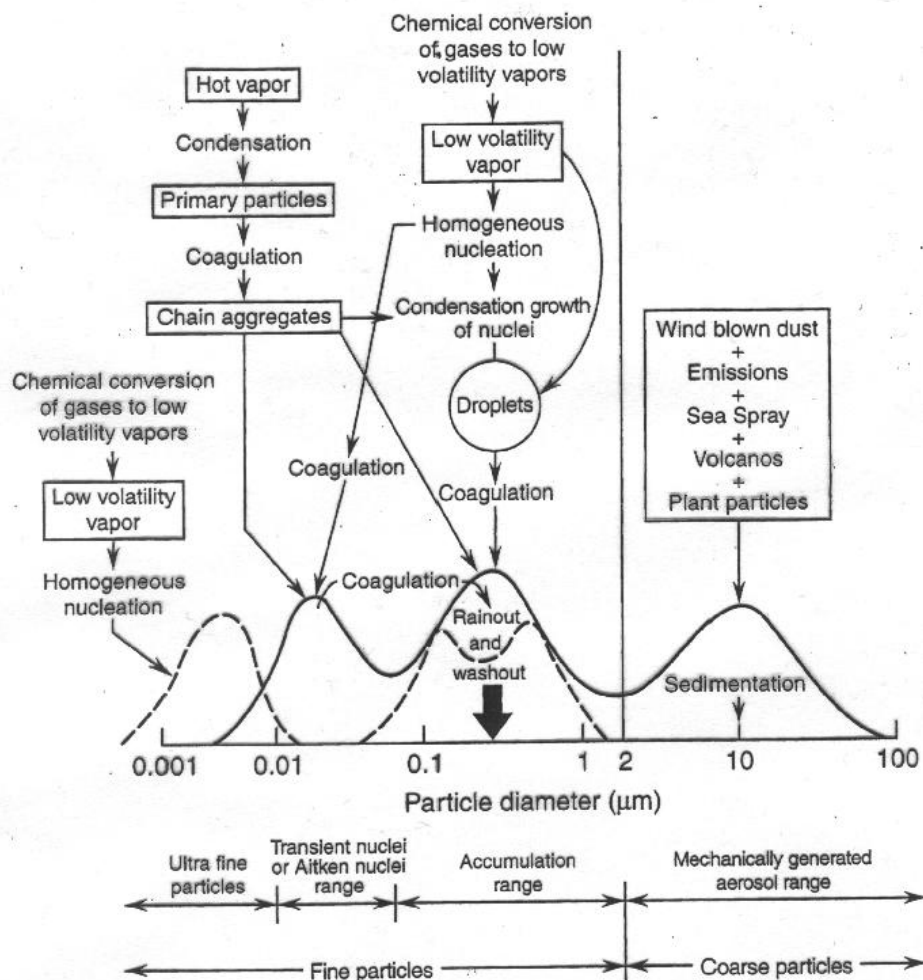 Chemical conversion
of gases to low
volatility vapors
Hot vapor
Condensation
Low volatility
vapor
Primary particles
Homogeneous
nucleation
Coagulation
Chain aggregates
Condensation growth
of nuclei
Wind blown dust
+
Emissions
+
Sea Spray
+
Volcanos
+
Plant particles
Chemical conversion
of gases to low
volatility vapors
Droplets
Coagulation
Coagulation
Low volatility
vapor
Homogeneous
nucleation
Coagulation
Rainout
and
washout
Sedimentation
0.001 0.01 0.1 1 2 10 100
Particle diameter (μm)
Ultra fine
particles
Transient nuclei
or Aitken nuclei
range
Accumulation
range
Mechanically generated
aerosol range
Fine particles
Coarse particles